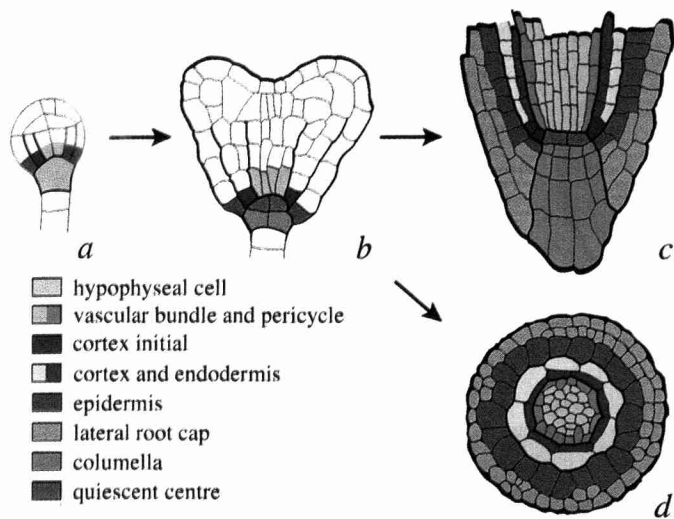 a
b
c
hypophyseal cell
vascular bundle and pericycle
cortex initial
cortex and endodermis
epidermis
lateral root cap
columella
quiescent centre
d